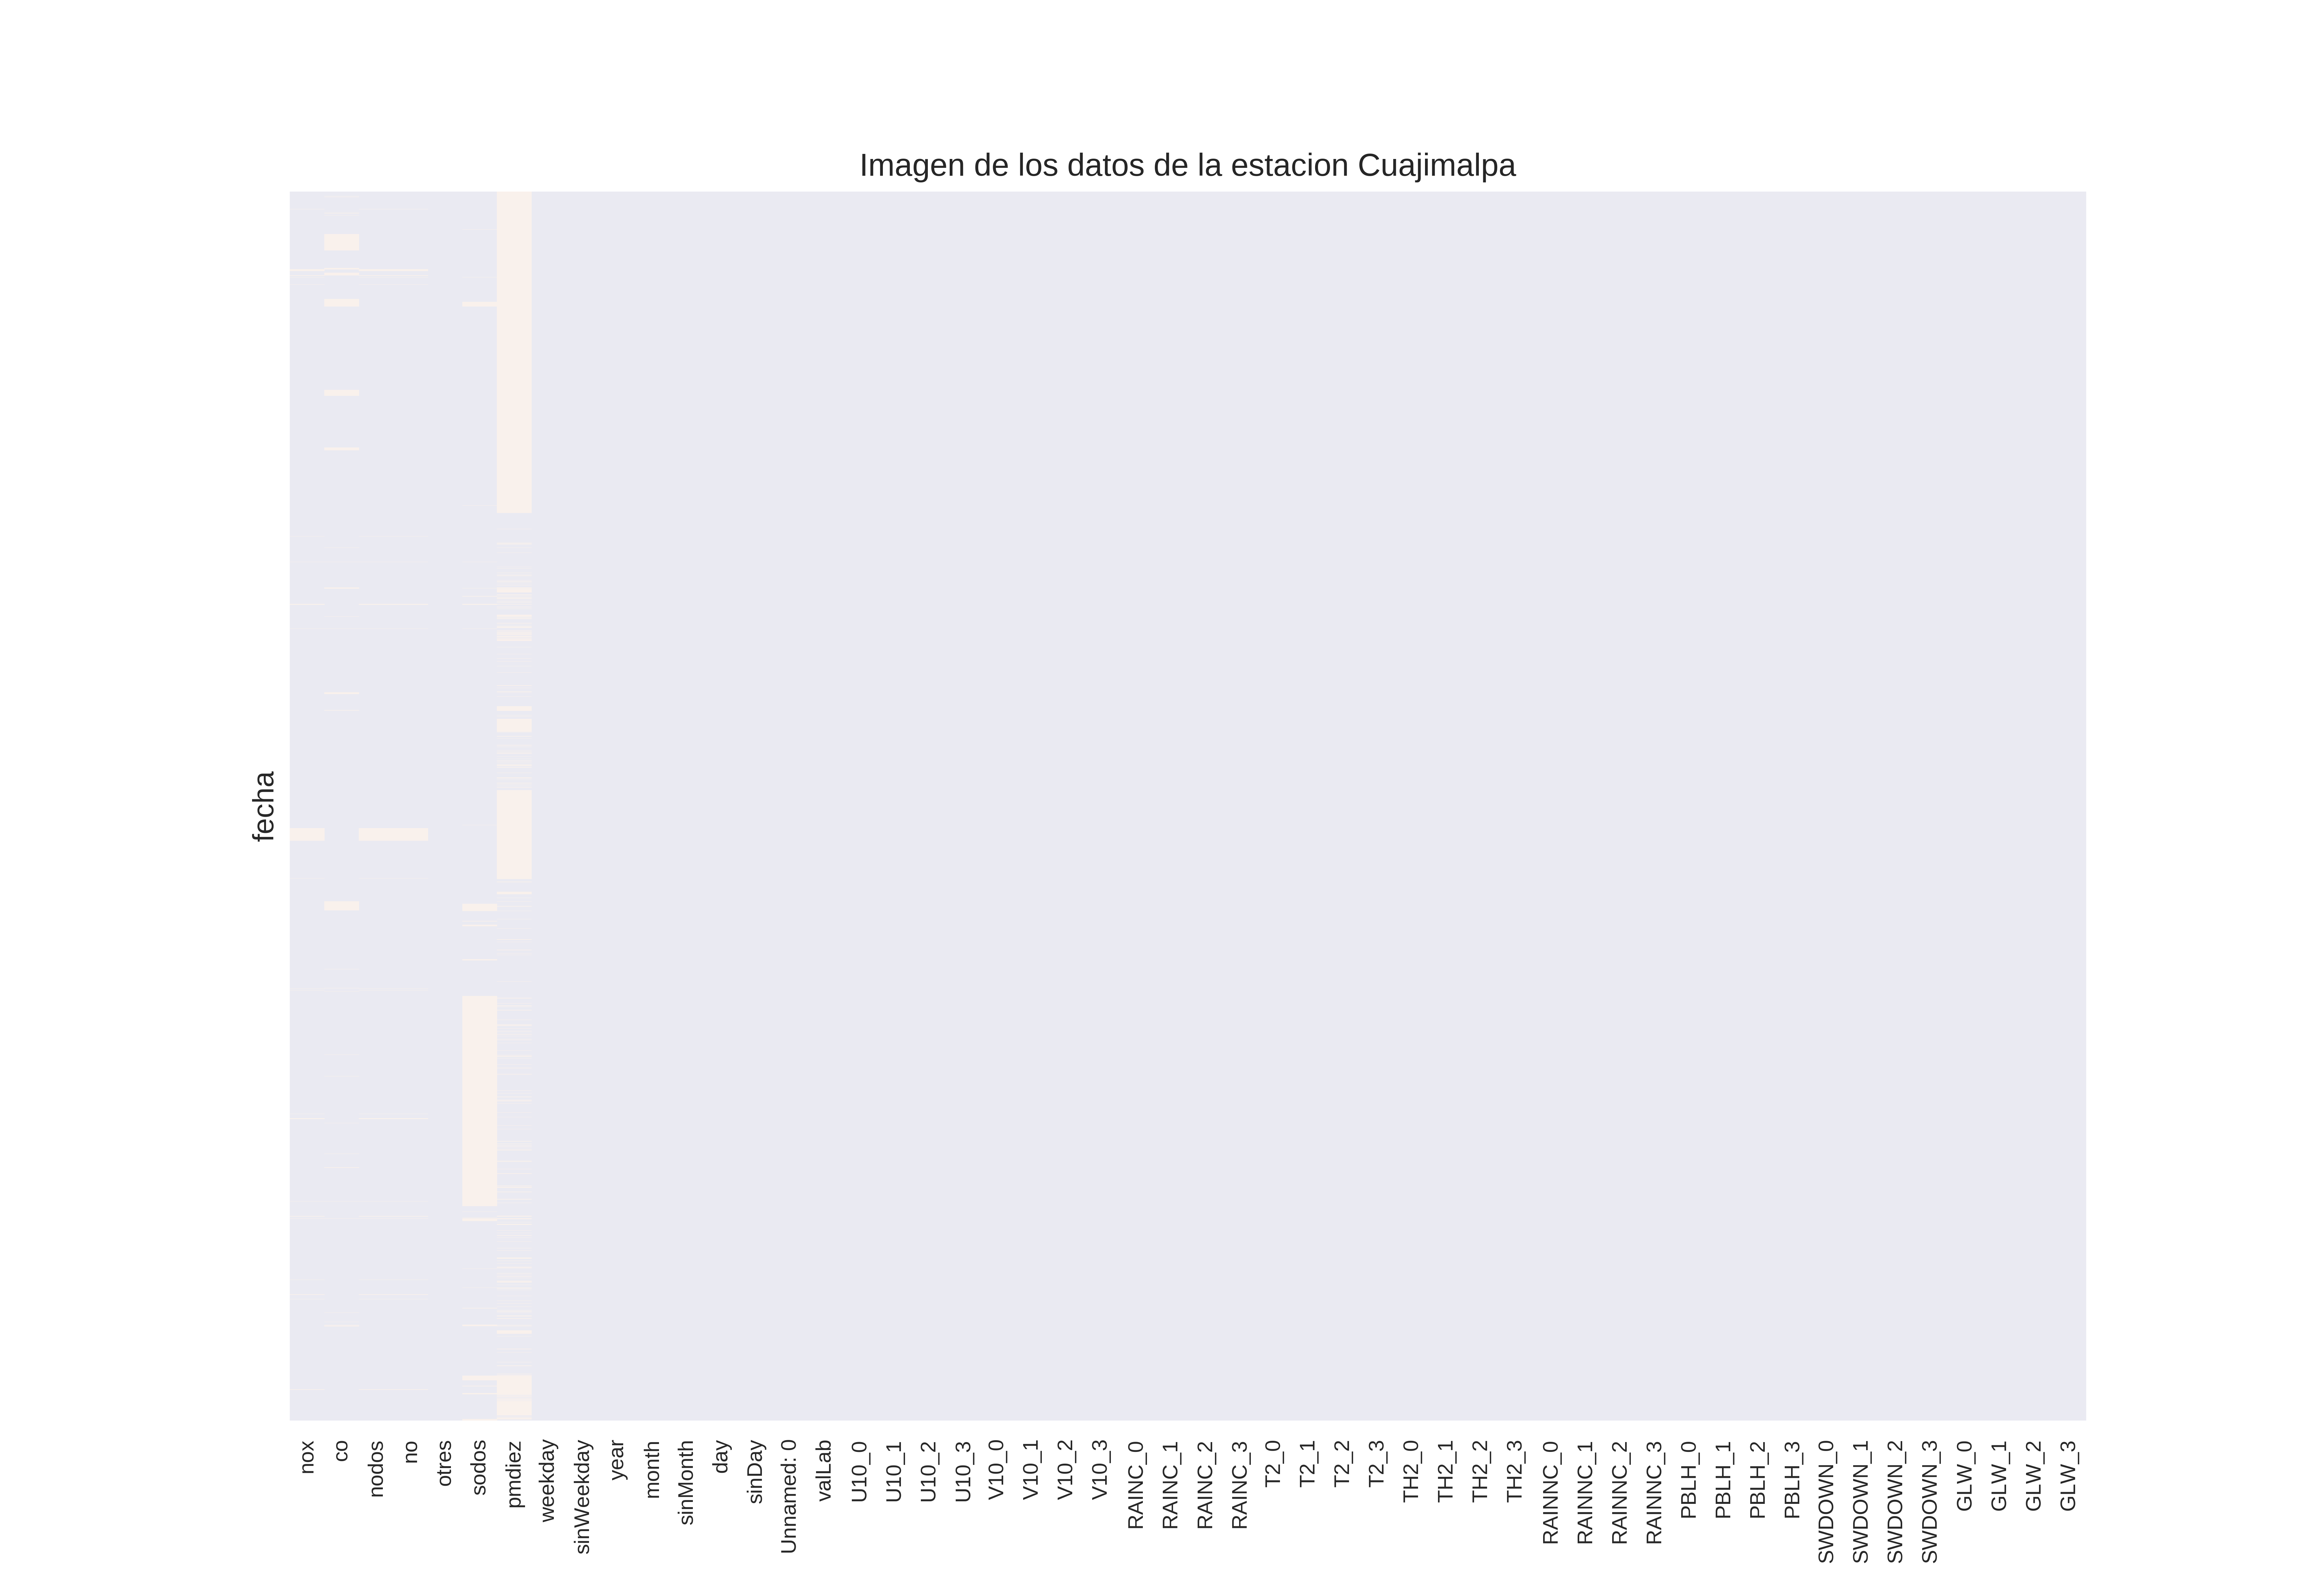 Imagen de los datos de la estacion Cuajimalpa
fecha
nox
co
nodos
no
otres
sodos
pmdiez
weekday
sinWeekday
year
month
sinMonth
day
sinDay
Unnamed: 0
valLab
U10_0
U10_1
U10_2
U10_3
V10_0
V10_1
V10_2
V10_3
RAINC_0
RAINC_1
RAINC_2
RAINC_3
T2_0
T2_1
T2_2
T2_3
TH2_0
TH2_1
TH2_2
TH2_3
RAINNC_0
RAINNC_1
RAINNC_2
RAINNC_3
PBLH_0
PBLH_1
PBLH_2
PBLH_3
SWDOWN_0
SWDOWN_1
SWDOWN_2
SWDOWN_3
GLW_0
GLW_1
GLW_2
GLW_3